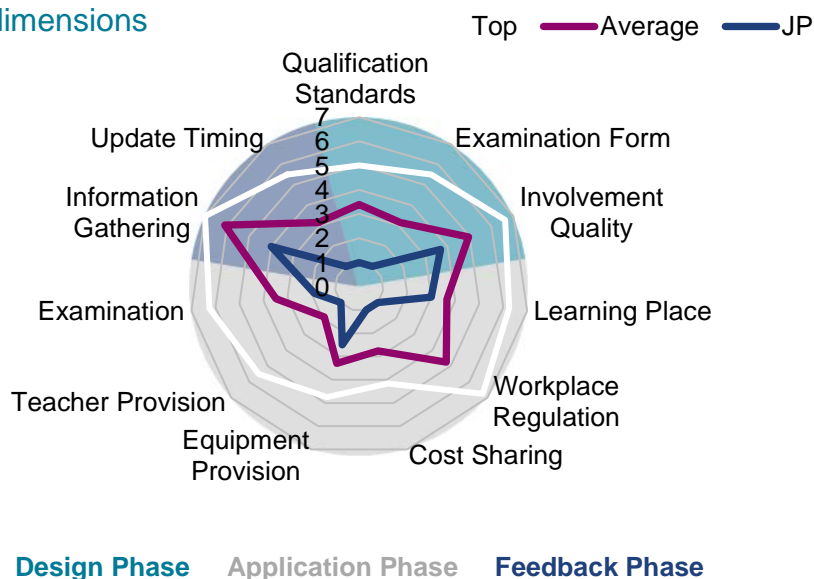 dimensions
Top Average JP
Qualification
Standards
Update Timing
Examination Form
Information
Gathering
Involvement
Quality
7
6
5
4
3
2
1
0
Examination
Learning Place
Teacher Provision
Workplace
Regulation
Equipment
Provision
Cost Sharing
Design Phase Application Phase Feedback Phase